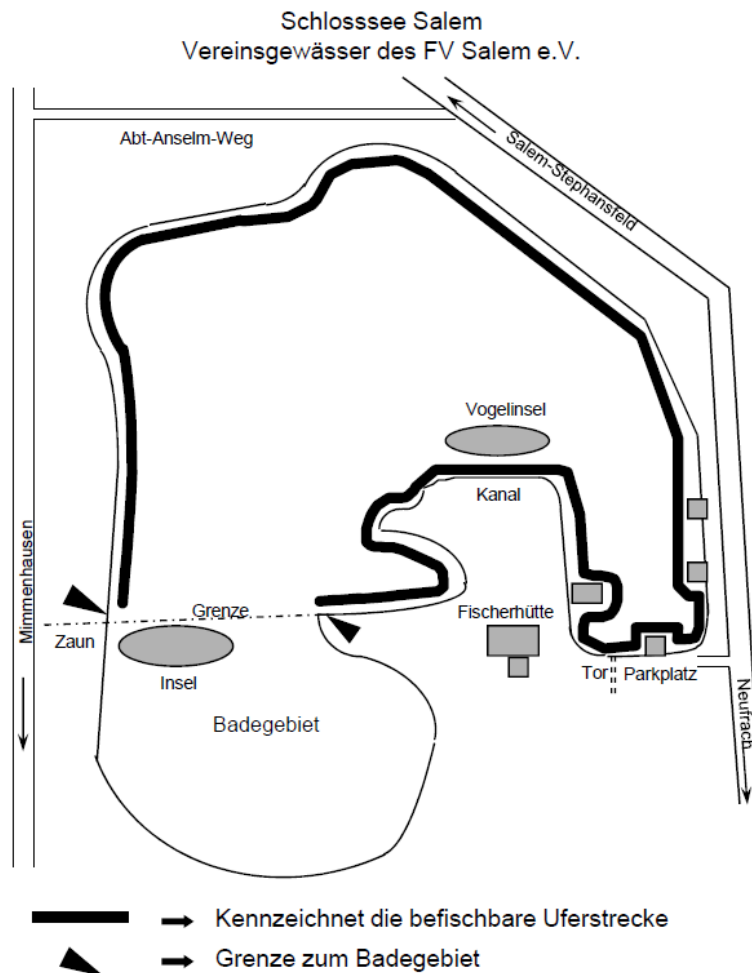 Schlosssee Salem
Vereinsgewässer des FV Salem e.V.
Abt-Anselm-Weg
Salem-Stephansfeld
Vogelinsel
Kanal
Mimmenhausen
Grenze
Zaun
Insel
Fischerhütte
Tor
Parkplatz
Neufrach
Badegebiet
Kennzeichnet die befischbare Uferstrecke
Grenze zum Badegebiet